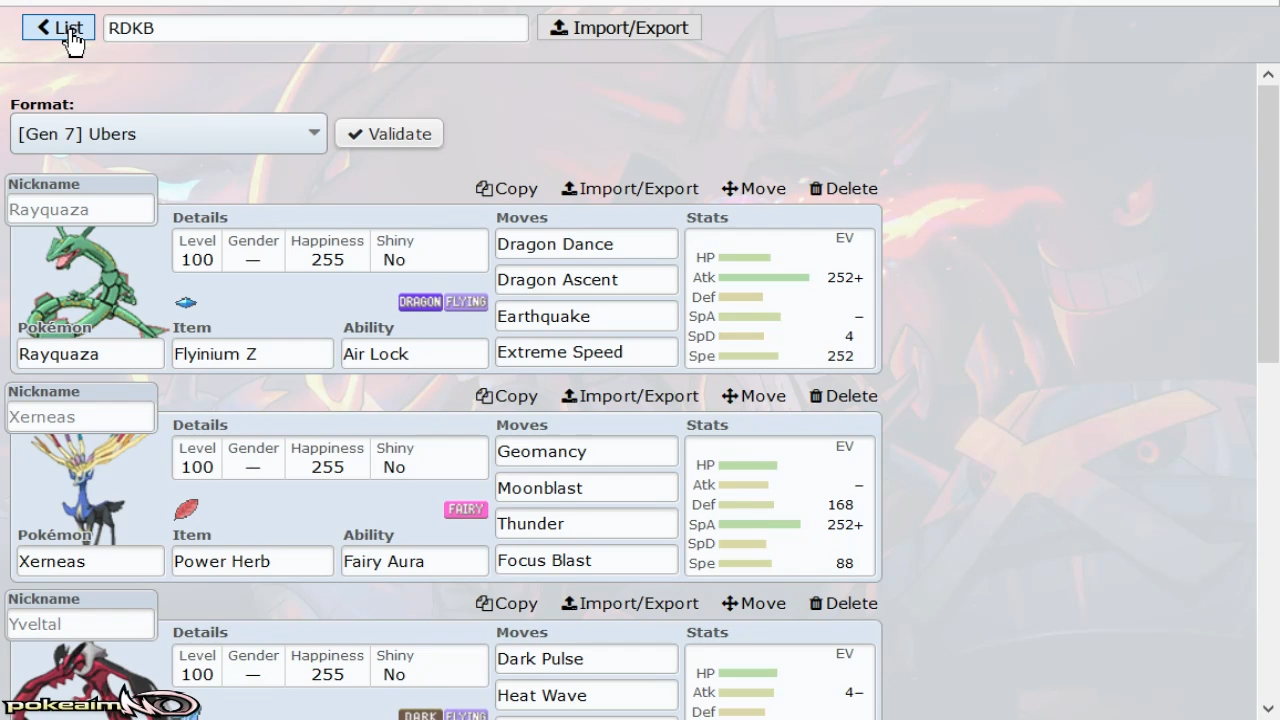 List
RDKB
Import/Export
Format:
[Gen 7] Ubers
Validate
Copy Import/Export Move Delete
Nickname
Rayquaza
Details
Moves
Stats
Level Gender Happiness Shiny
100 — 255 No
Dragon Dance
Dragon Ascent
Earthquake
Extreme Speed
EV
HP
Atk 252+
Def
SpA –
SpD 4
Spe 252
DRAGON FLYING
Pokémon
Item
Ability
Rayquaza
Flyinium Z
Air Lock
Copy Import/Export Move Delete
Nickname
Xerneas
Details
Moves
Stats
Level Gender Happiness Shiny
100 — 255 No
Geomancy
Moonblast
Thunder
Focus Blast
EV
HP
Atk –
Def 168
SpA 252+
SpD
Spe 88
FAIRY
Pokémon
Item
Ability
Xerneas
Power Herb
Fairy Aura
Copy Import/Export Move Delete
Nickname
Yveltal
Details
Moves
Stats
Level Gender Happiness Shiny
100 — 255 No
Dark Pulse
Heat Wave
EV
HP
Atk 4–
Def
DARK FLYING
pokeaimMD